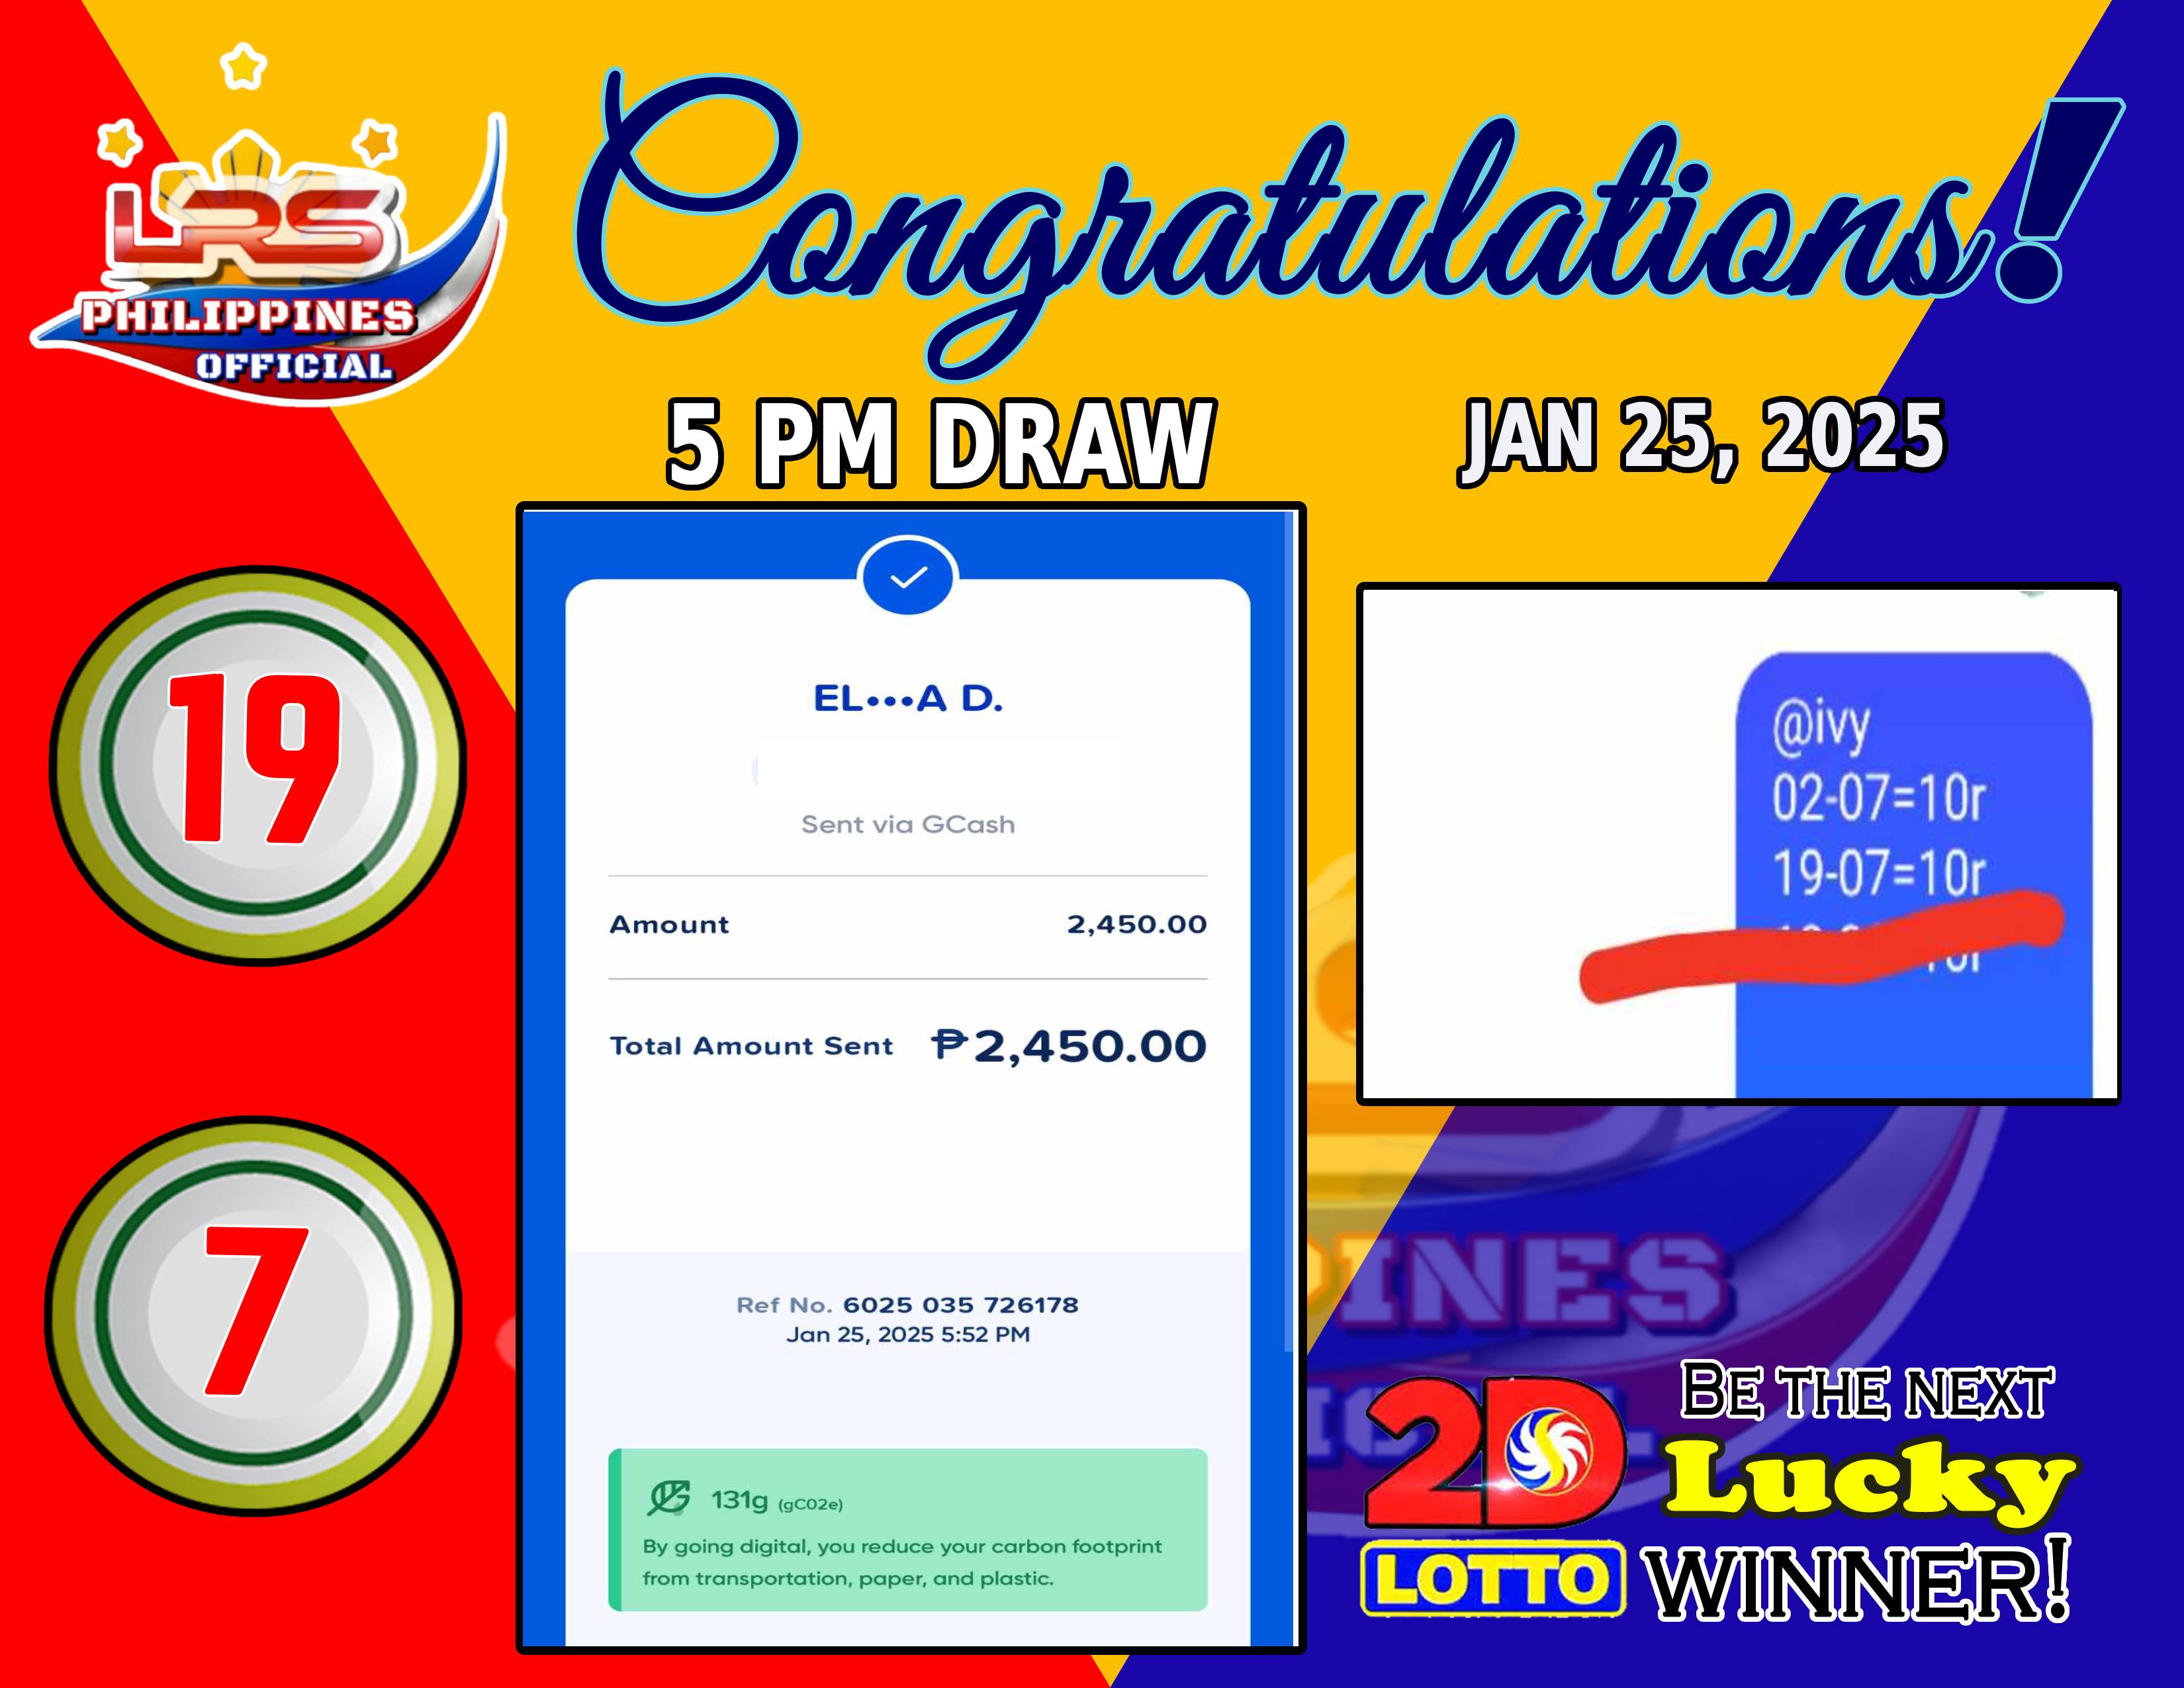 LRS
PHILIPPINES
OFFICIAL
Congratulations!
5 PM DRAW
JAN 25, 2025
19
7
EL•••A D.
Sent via GCash
Amount 2,450.00
Total Amount Sent ₱2,450.00
Ref No. 6025 035 726178
Jan 25, 2025 5:52 PM
131g (gC02e)
By going digital, you reduce your carbon footprint
from transportation, paper, and plastic.
@ivy
02-07=10r
19-07=10r
PINES
2D
LOTTO
BE THE NEXT
Lucky
WINNER!